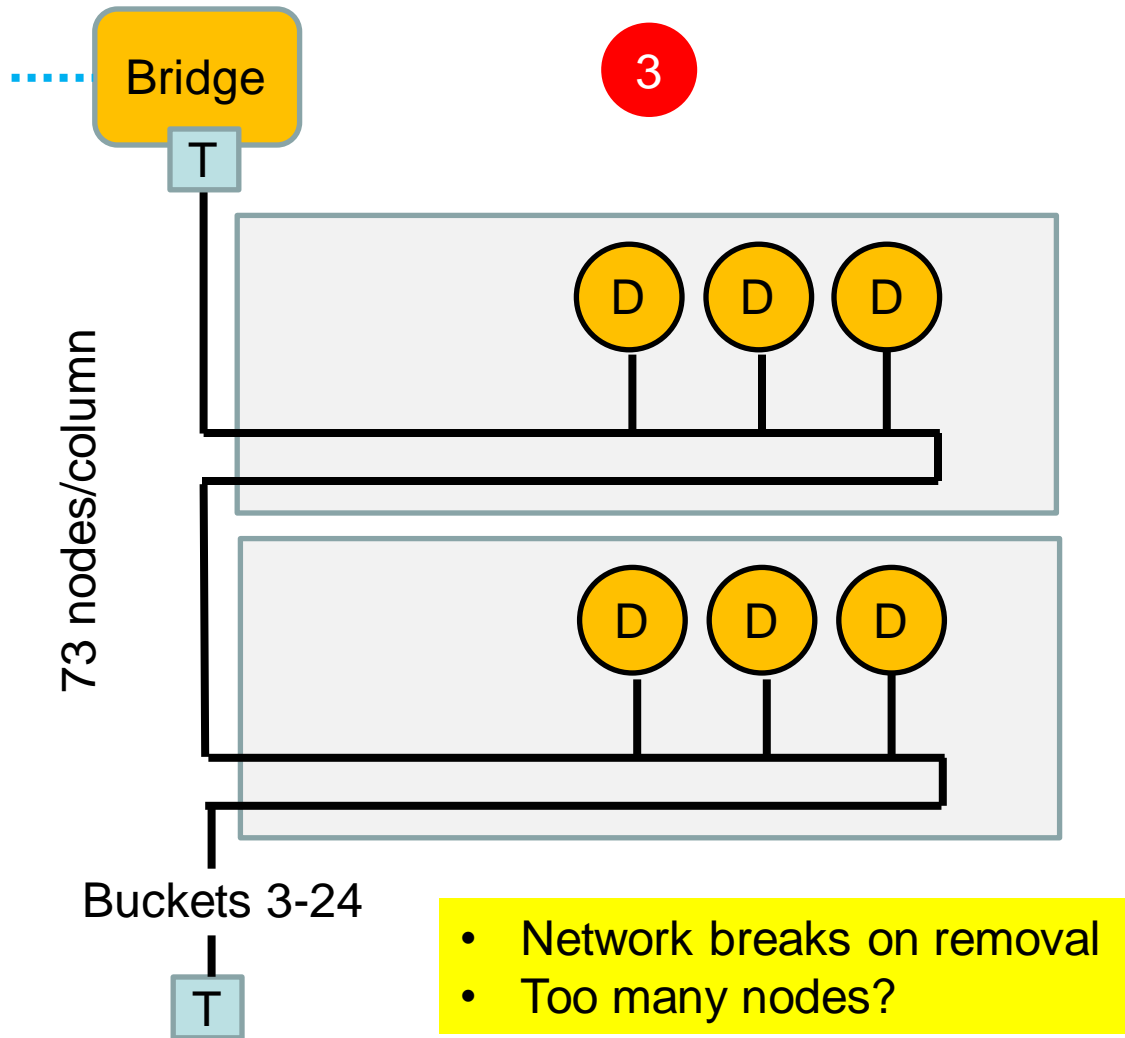 Bridge
3
T
D D D
73 nodes/column
D D D
Buckets 3-24
• Network breaks on removal
• Too many nodes?
T